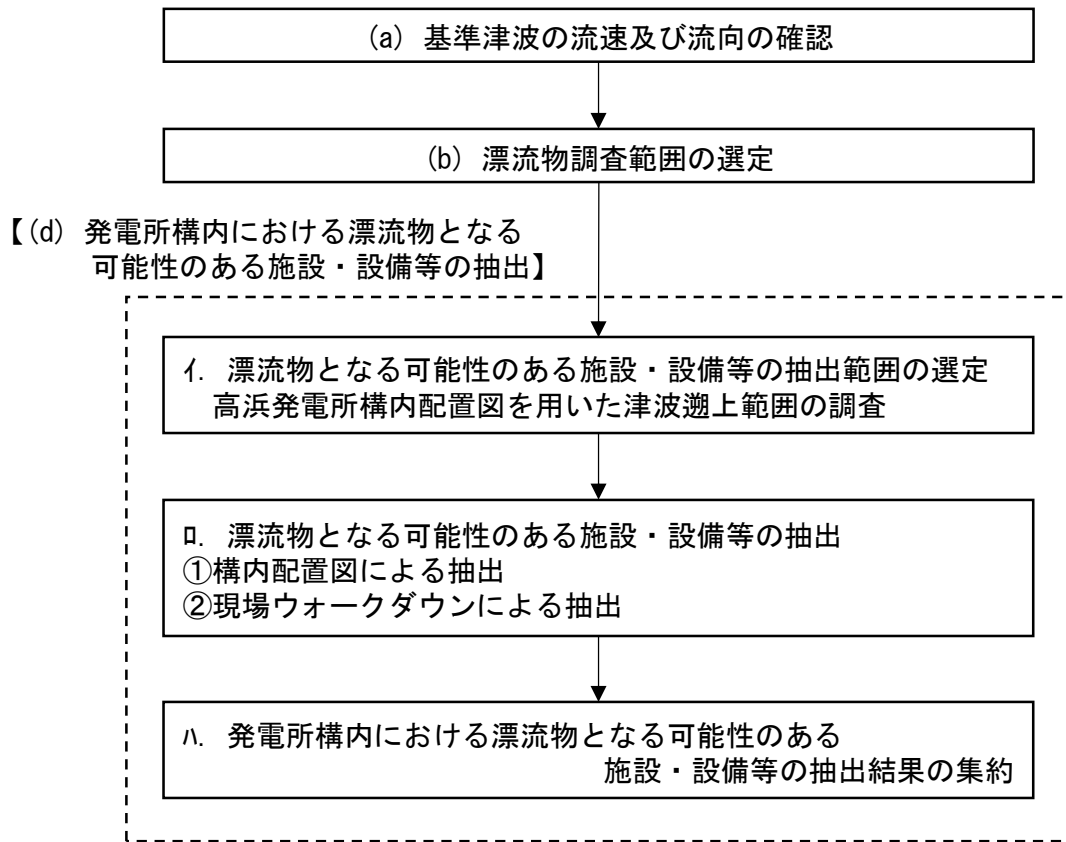 (a) 基準津波の流速及び流向の確認
(b) 漂流物調査範囲の選定
【(d) 発電所構内における漂流物となる
可能性のある施設・設備等の抽出】
ｲ. 漂流物となる可能性のある施設・設備等の抽出範囲の選定
高浜発電所構内配置図を用いた津波遡上範囲の調査
ﾛ. 漂流物となる可能性のある施設・設備等の抽出
①構内配置図による抽出
②現場ウォークダウンによる抽出
ﾊ. 発電所構内における漂流物となる可能性のある
施設・設備等の抽出結果の集約